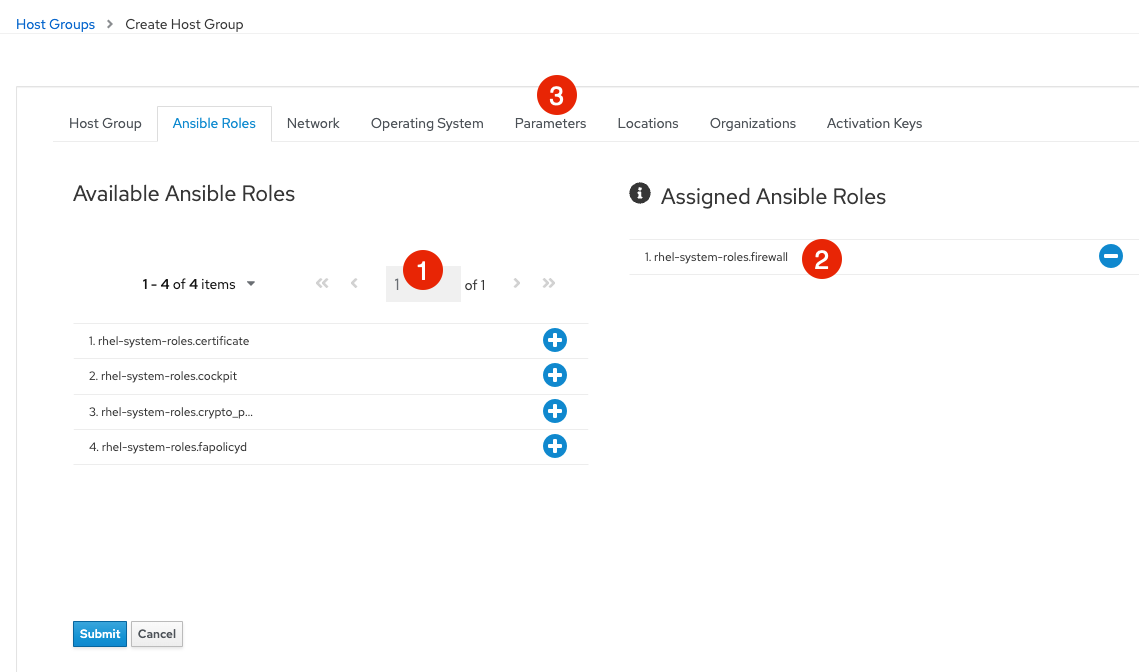 Host Groups > Create Host Group
3
Host Group Ansible Roles Network Operating System Parameters Locations Organizations Activation Keys
Available Ansible Roles
Assigned Ansible Roles
1. rhel-system-roles.firewall 2
1
1 - 4 of 4 items « ‹ 1 of 1 › »
1. rhel-system-roles.certificate
2. rhel-system-roles.cockpit
3. rhel-system-roles.crypto_p...
4. rhel-system-roles.fapolicyd
Submit Cancel